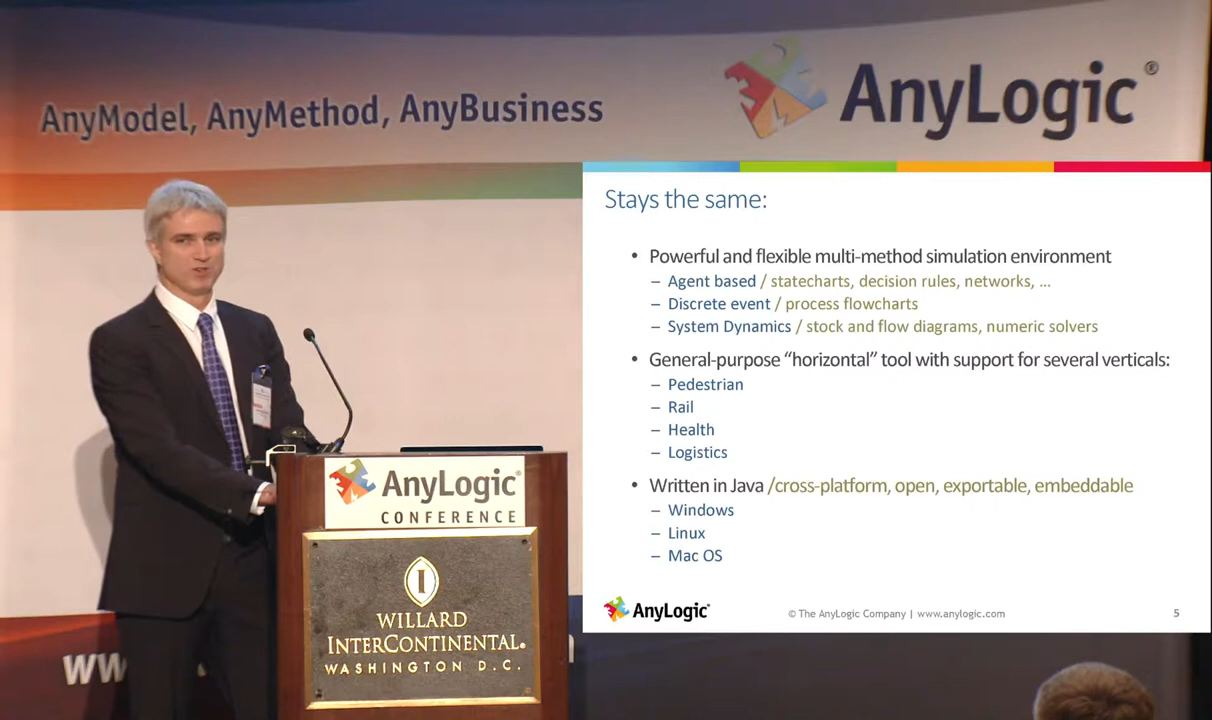 AnyModel, AnyMethod, AnyBusiness
AnyLogic®
Stays the same:
• Powerful and flexible multi-method simulation environment
– Agent based / statecharts, decision rules, networks, ...
– Discrete event / process flowcharts
– System Dynamics / stock and flow diagrams, numeric solvers
• General-purpose “horizontal” tool with support for several verticals:
– Pedestrian
– Rail
– Health
– Logistics
• Written in Java /cross-platform, open, exportable, embeddable
– Windows
– Linux
– Mac OS
AnyLogic®
© The AnyLogic Company | www.anylogic.com
5
AnyLogic®
CONFERENCE
I
WILLARD
INTERCONTINENTAL®
WASHINGTON D.C.